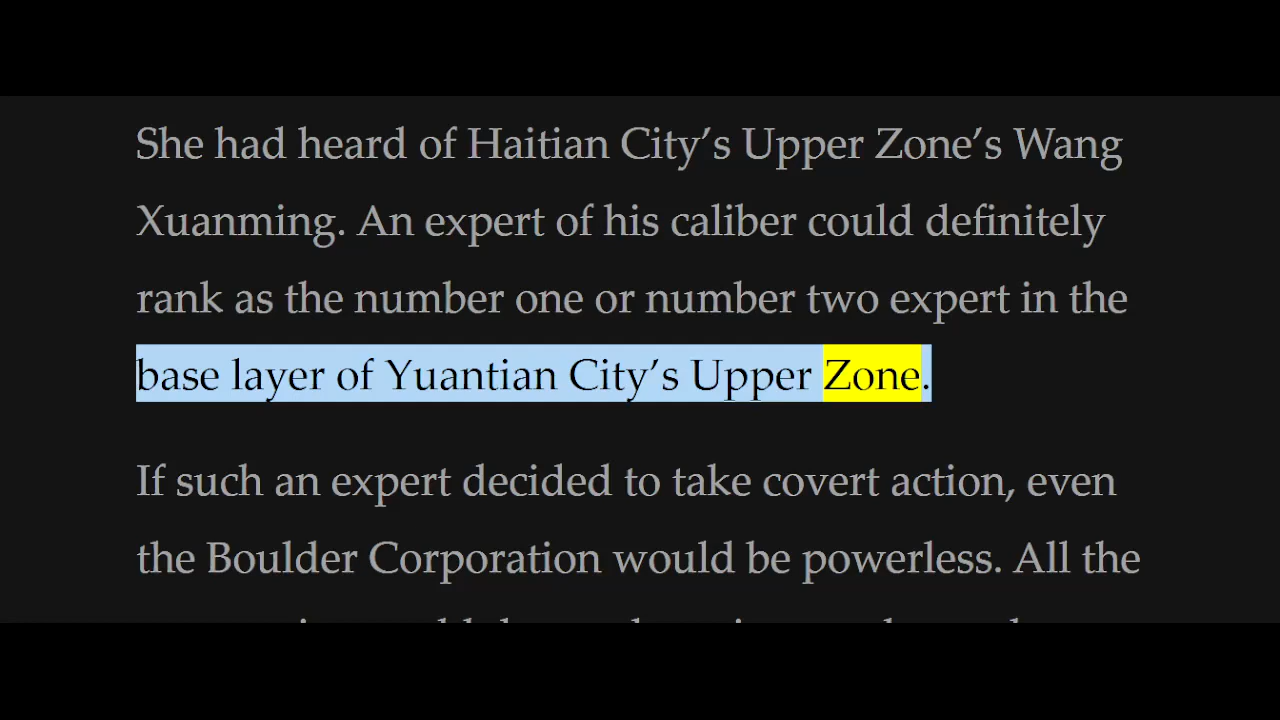 She had heard of Haitian City’s Upper Zone’s Wang
Xuanming. An expert of his caliber could definitely
rank as the number one or number two expert in the
base layer of Yuantian City’s Upper Zone.
If such an expert decided to take covert action, even
the Boulder Corporation would be powerless. All the